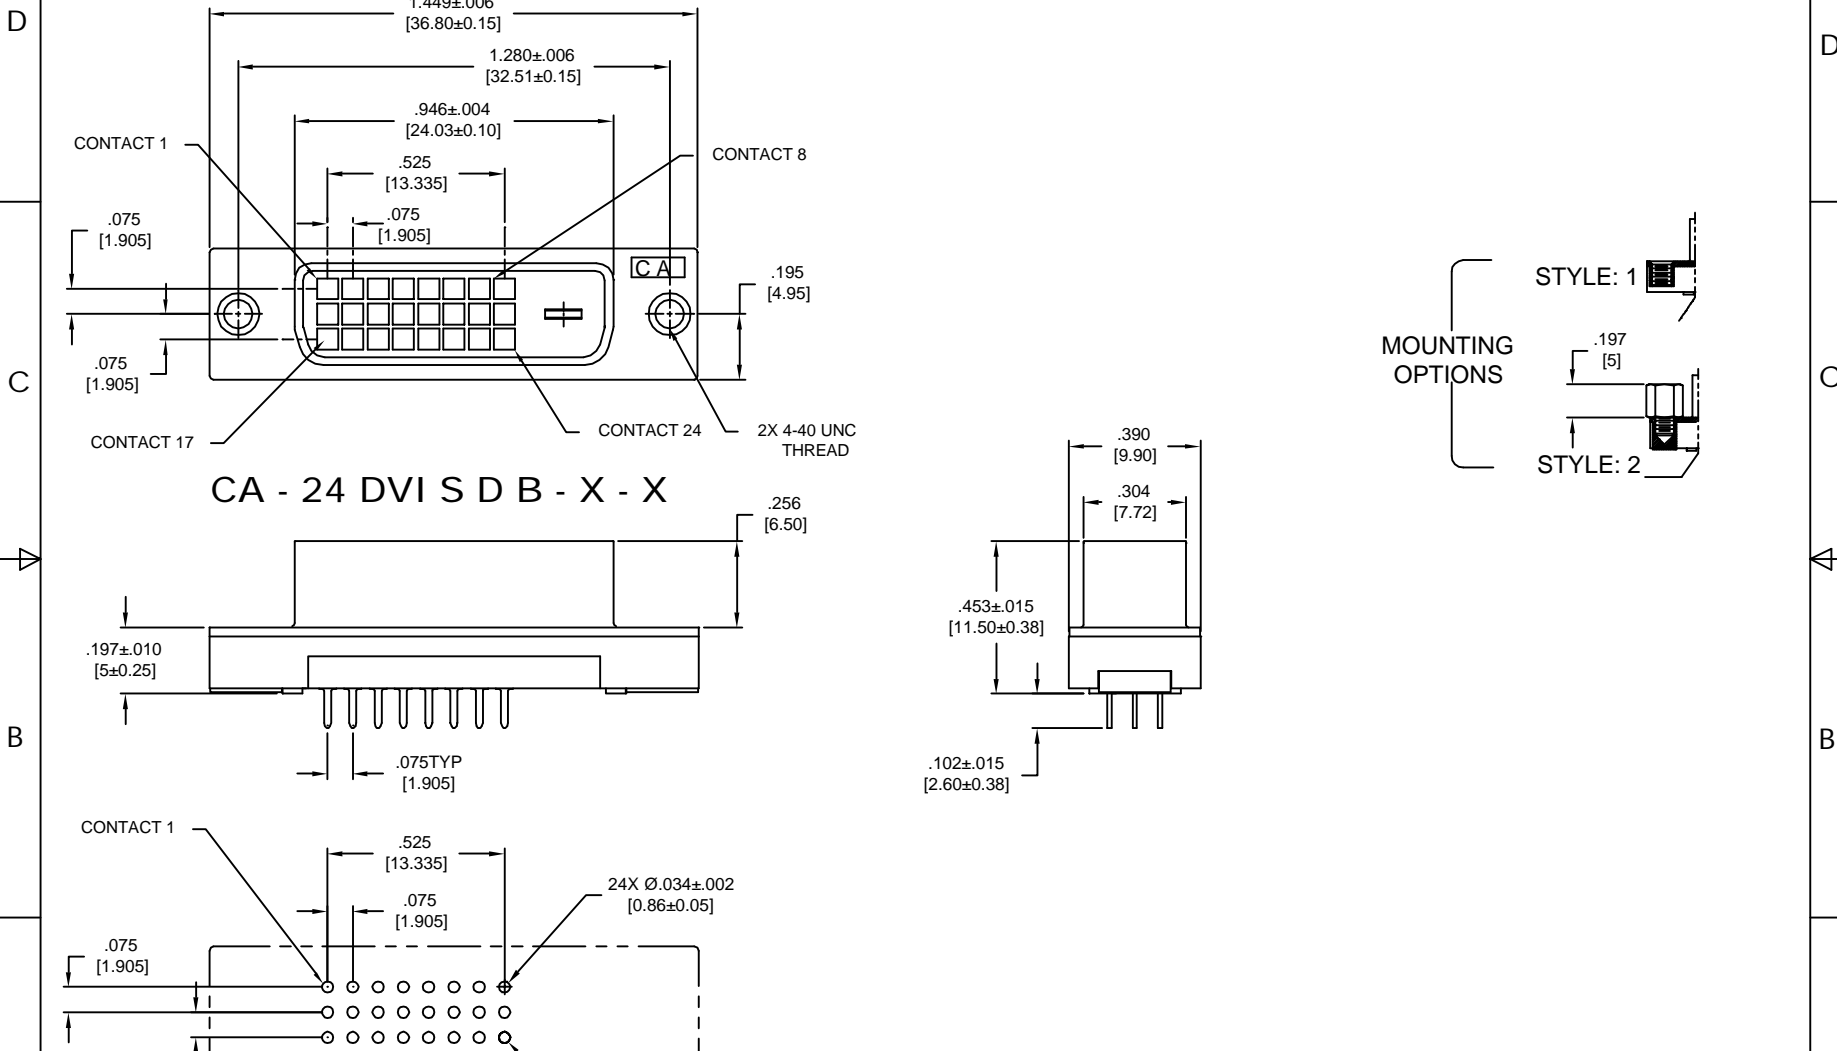 D
1.449±.006
[36.80±0.15]
D
1.280±.006
[32.51±0.15]
.946±.004
[24.03±0.10]
CONTACT 1
CONTACT 8
.525
[13.335]
.075
[1.905]
.075
[1.905]
CA
.195
[4.95]
STYLE: 1
MOUNTING
OPTIONS
.197
[5]
.075
[1.905]
C
C
CONTACT 17
CONTACT 24
2X 4-40 UNC
THREAD
.390
[9.90]
STYLE: 2
CA - 24 DVI S D B - X - X
.304
[7.72]
.256
[6.50]
.453±.015
[11.50±0.38]
.197±.010
[5±0.25]
B
B
.075TYP
[1.905]
.102±.015
[2.60±0.38]
CONTACT 1
.525
[13.335]
24X Ø.034±.002
[0.86±0.05]
.075
[1.905]
.075
[1.905]